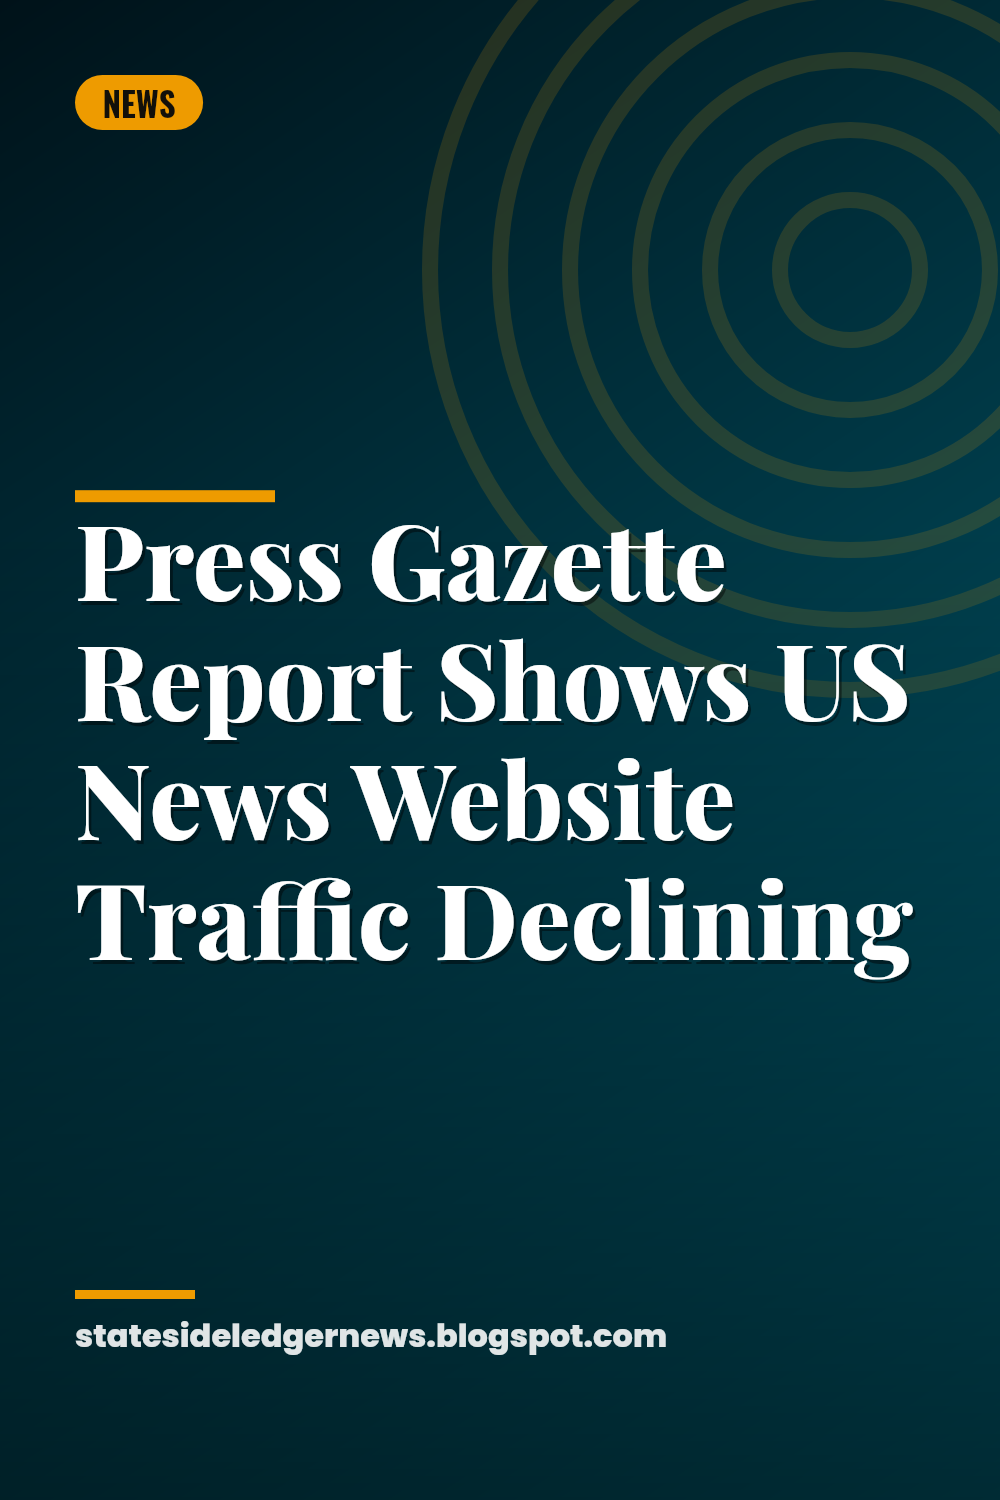 NEWS
Press Gazette
Report Shows US
News Website
Traffic Declining
statesideledgernews.blogspot.com